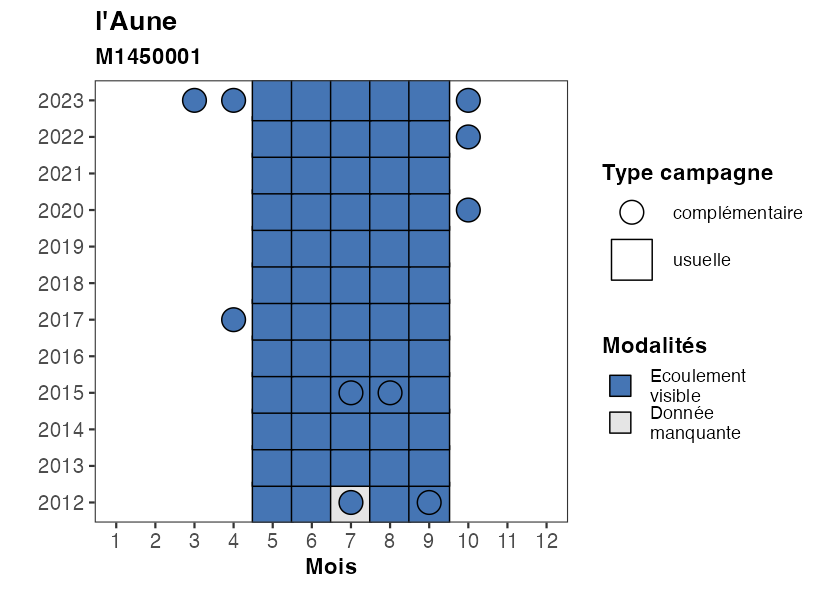 l'Aune
M1450001
2023
2022
2021
2020
2019
2018
2017
2016
2015
2014
2013
2012
1 2 3 4 5 6 7 8 9 10 11 12
Mois
Type campagne
complémentaire
usuelle
Modalités
Ecoulement
visible
Donnée
manquante